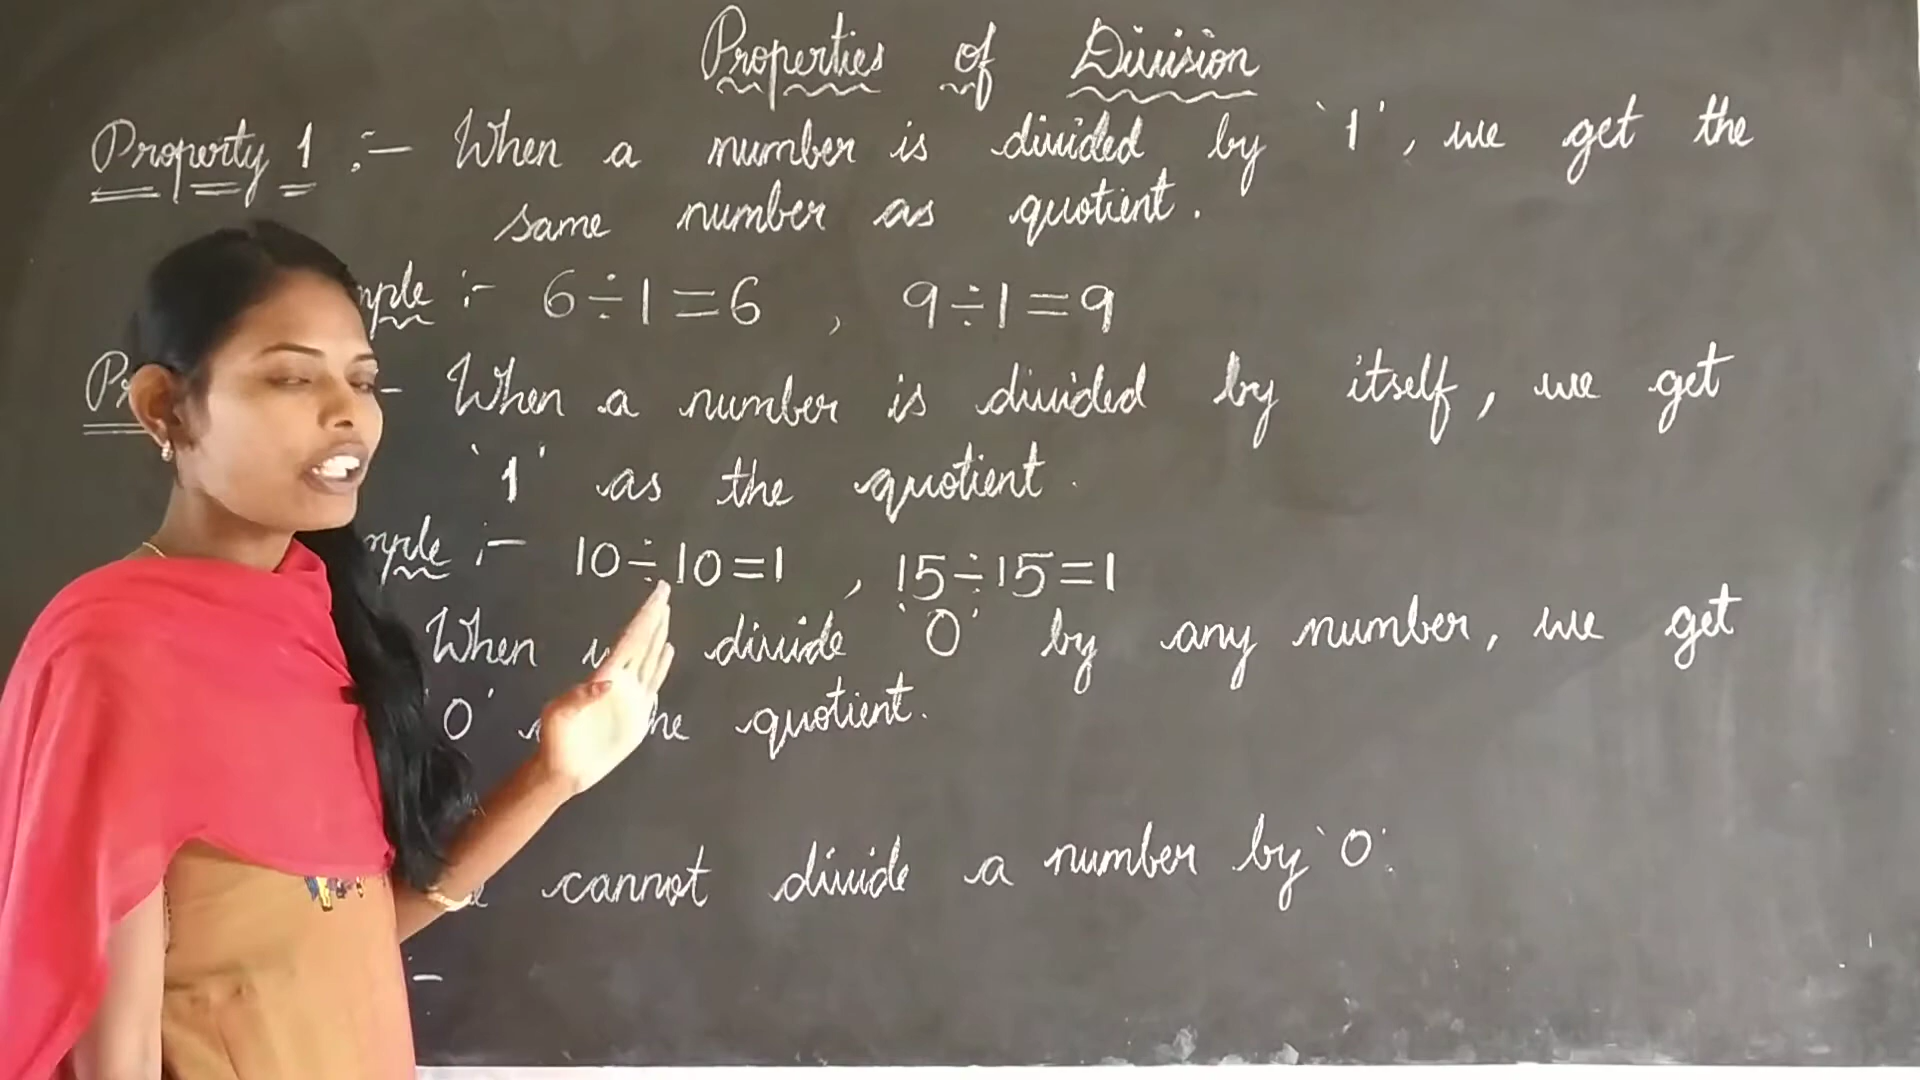 Properties of Division
Property 1 :- When a number is divided by '1', we get the
same number as quotient.
:- 6÷1=6 , 9÷1=9
- When a number is divided by itself, we get
'1' as the quotient.
:- 10÷10=1 , 15÷15=1
When divide '0' by any number, we get
'0' quotient.
cannot divide a number by '0'.
-